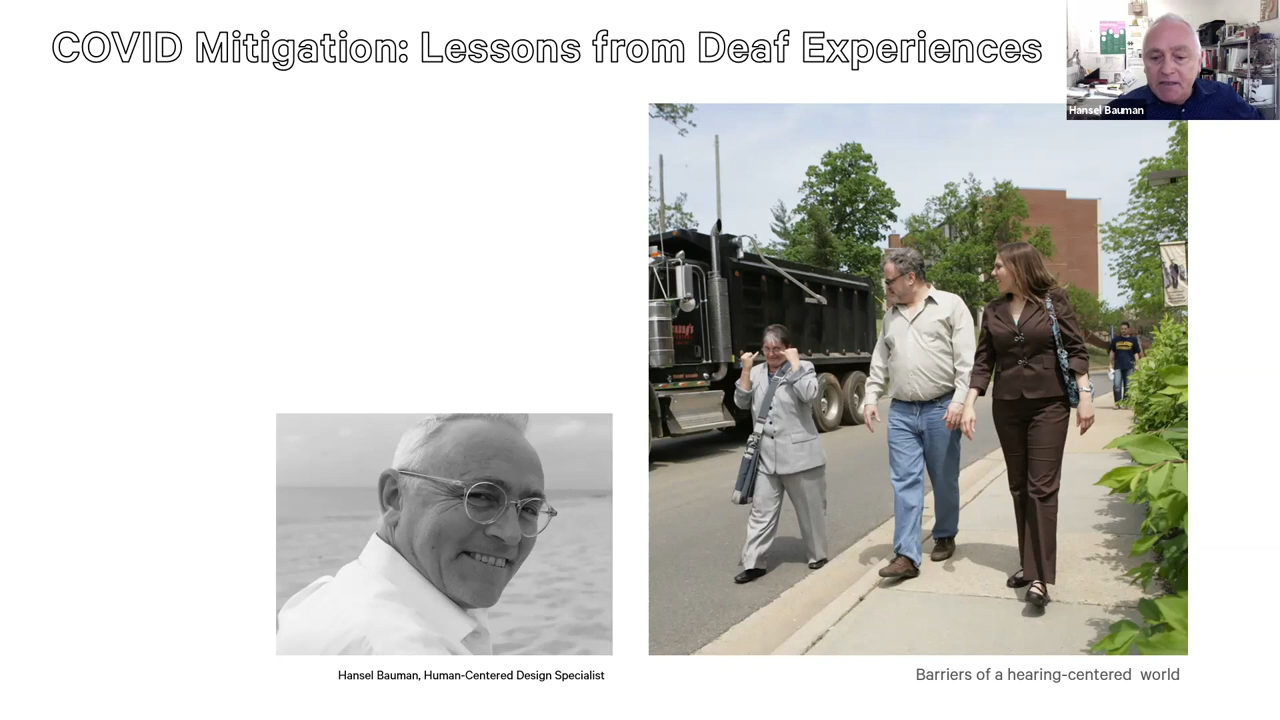 COVID Mitigation: Lessons from Deaf Experiences
Hansel Bauman
Hansel Bauman, Human-Centered Design Specialist
Barriers of a hearing-centered world